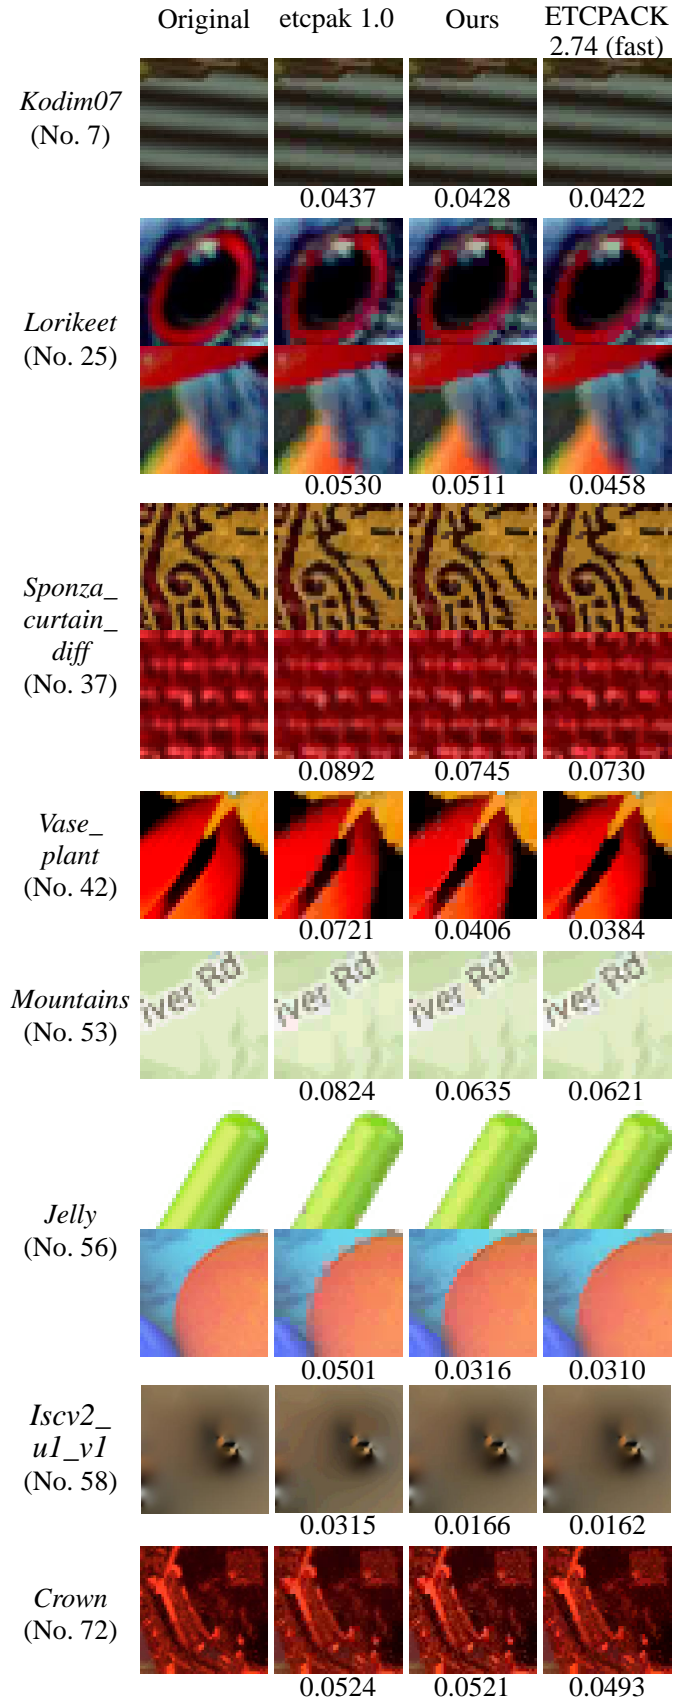 Original etcpak 1.0 Ours ETCPACK
2.74 (fast)
Kodim07
(No. 7)
0.0437 0.0428 0.0422
Lorikeet
(No. 25)
0.0530 0.0511 0.0458
Sponza_
curtain_
diff
(No. 37)
0.0892 0.0745 0.0730
Vase_
plant
(No. 42)
0.0721 0.0406 0.0384
iver Rd iver Rd iver Rd iver Rd
Mountains
(No. 53)
0.0824 0.0635 0.0621
Jelly
(No. 56)
0.0501 0.0316 0.0310
Iscv2_
u1_v1
(No. 58)
0.0315 0.0166 0.0162
Crown
(No. 72)
0.0524 0.0521 0.0493